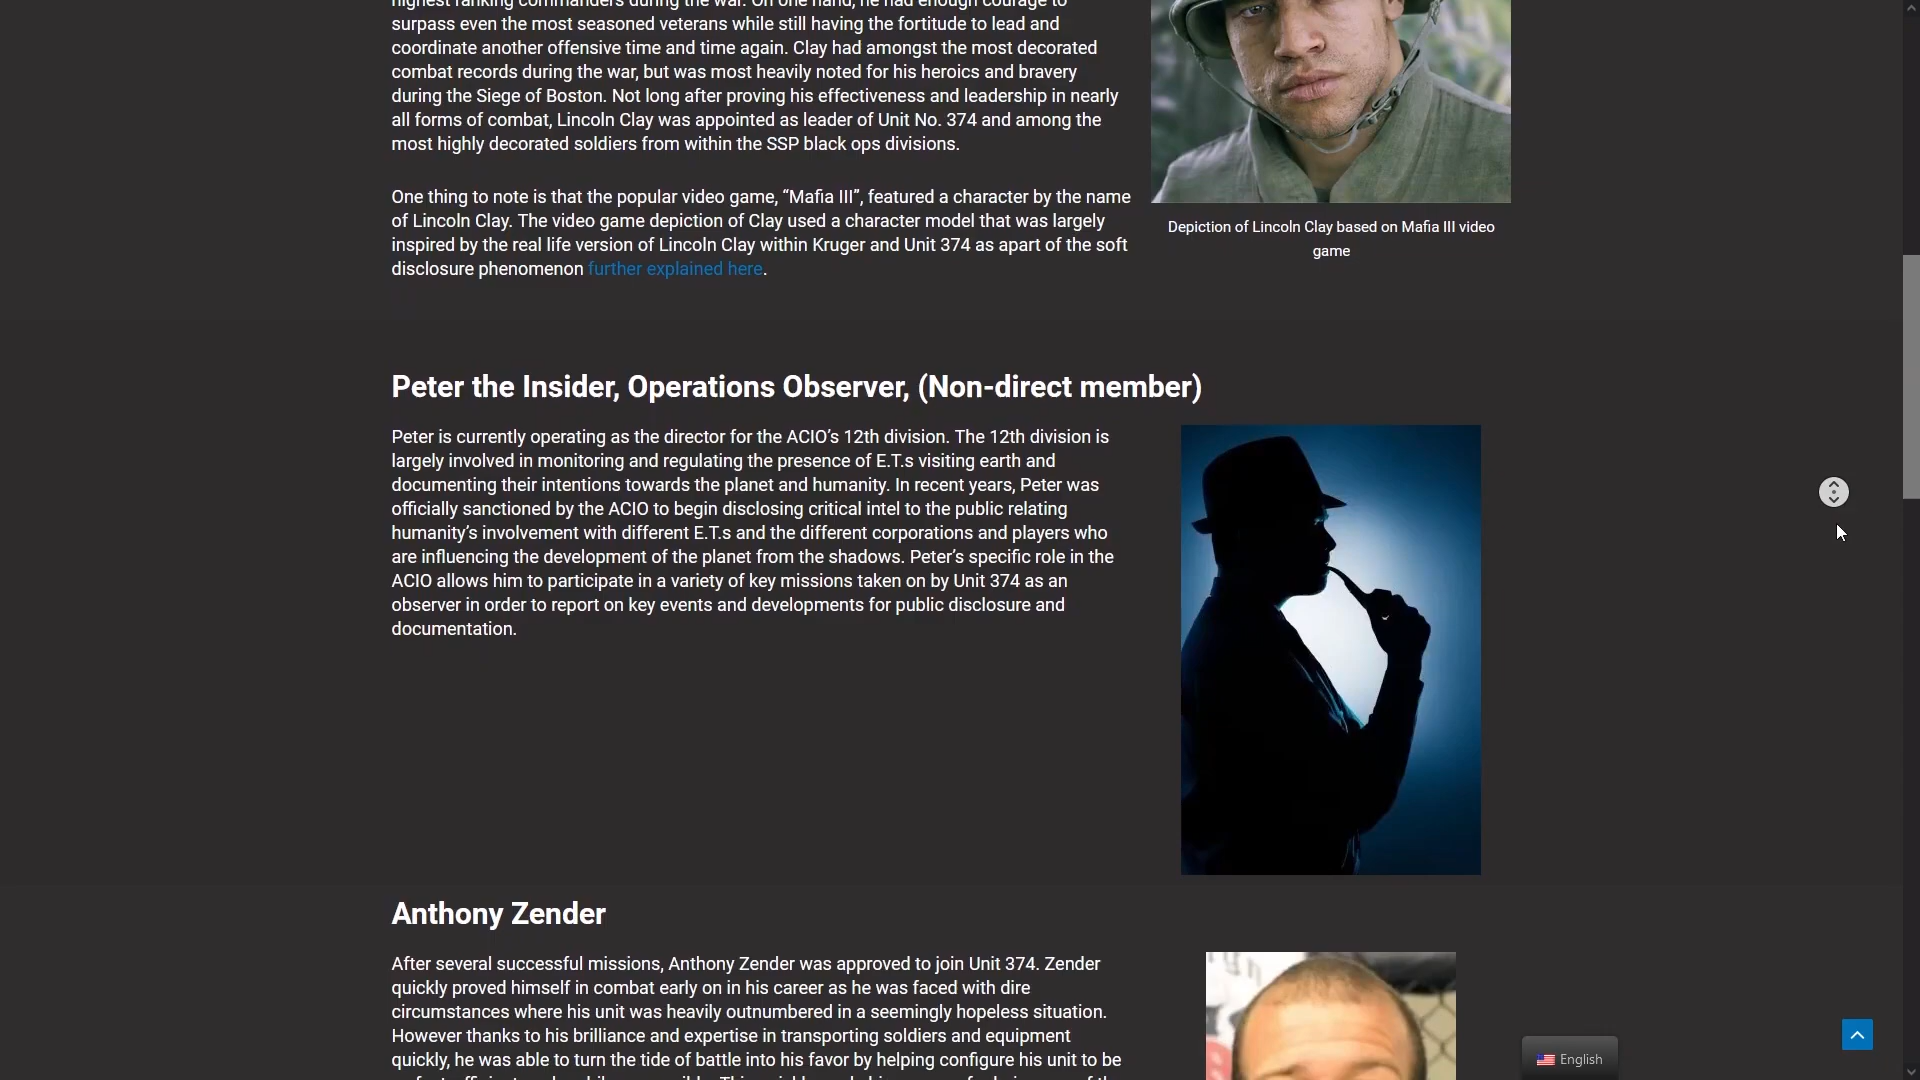 highest ranking commanders during the war. On one hand, he had enough courage to
surpass even the most seasoned veterans while still having the fortitude to lead and
coordinate another offensive time and time again. Clay had amongst the most decorated
combat records during the war, but was most heavily noted for his heroics and bravery
during the Siege of Boston. Not long after proving his effectiveness and leadership in nearly
all forms of combat, Lincoln Clay was appointed as leader of Unit No. 374 and among the
most highly decorated soldiers from within the SSP black ops divisions.
One thing to note is that the popular video game, “Mafia III”, featured a character by the name
of Lincoln Clay. The video game depiction of Clay used a character model that was largely
inspired by the real life version of Lincoln Clay within Kruger and Unit 374 as apart of the soft
disclosure phenomenon further explained here.
Depiction of Lincoln Clay based on Mafia III video
game
Peter the Insider, Operations Observer, (Non-direct member)
Peter is currently operating as the director for the ACIO’s 12th division. The 12th division is
largely involved in monitoring and regulating the presence of E.T.s visiting earth and
documenting their intentions towards the planet and humanity. In recent years, Peter was
officially sanctioned by the ACIO to begin disclosing critical intel to the public relating
humanity’s involvement with different E.T.s and the different corporations and players who
are influencing the development of the planet from the shadows. Peter’s specific role in the
ACIO allows him to participate in a variety of key missions taken on by Unit 374 as an
observer in order to report on key events and developments for public disclosure and
documentation.
Anthony Zender
After several successful missions, Anthony Zender was approved to join Unit 374. Zender
quickly proved himself in combat early on in his career as he was faced with dire
circumstances where his unit was heavily outnumbered in a seemingly hopeless situation.
However thanks to his brilliance and expertise in transporting soldiers and equipment
quickly, he was able to turn the tide of battle into his favor by helping configure his unit to be
English